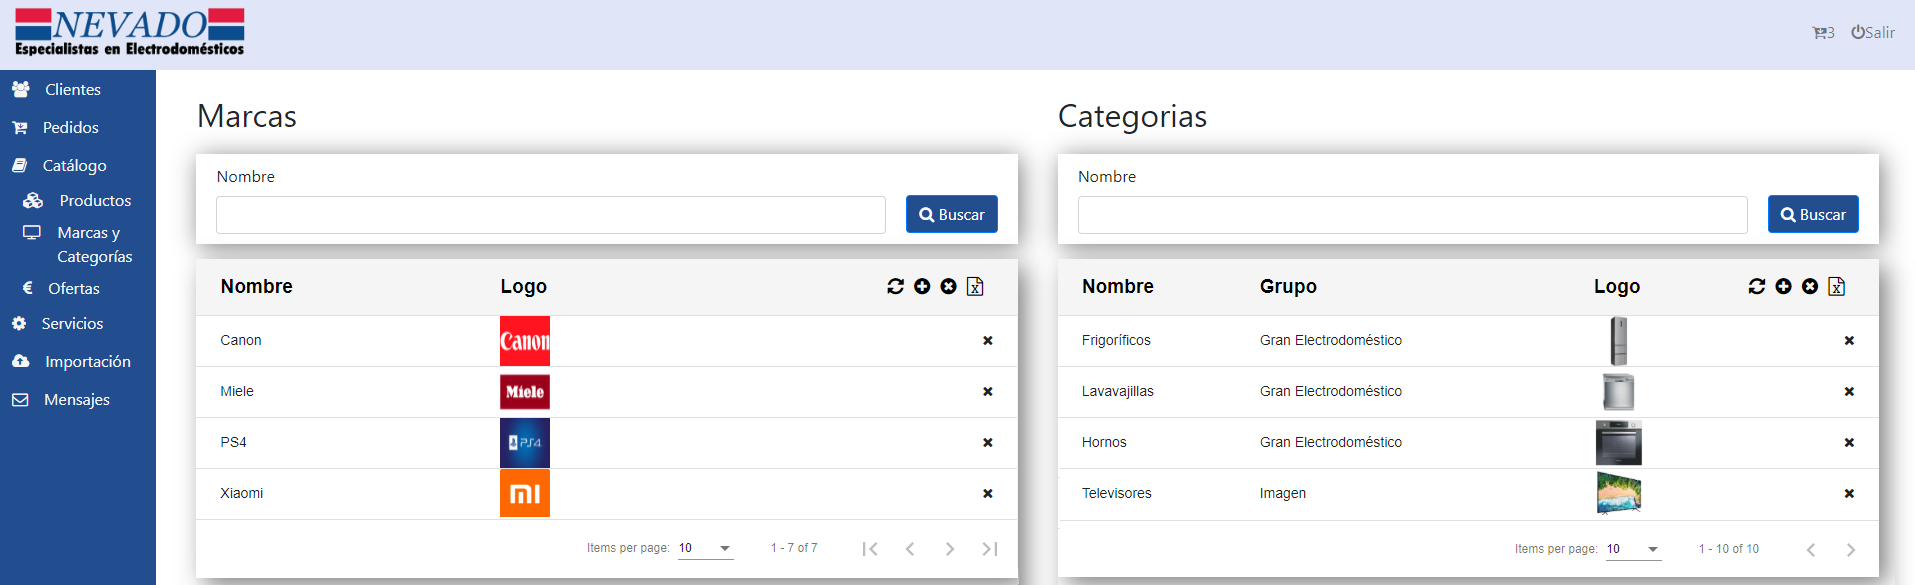 NEVADO
Especialistas en Electrodomésticos
3 Salir
Clientes
Pedidos
Catálogo
Productos
Marcas y
Categorías
Ofertas
Servicios
Importación
Mensajes
Marcas
Nombre
Buscar
Nombre Logo
Canon Canon
Miele Miele
PS4 PS4
Xiaomi mi
Items per page: 10 1 - 7 of 7
Categorias
Nombre
Buscar
Nombre Grupo Logo
Frigoríficos Gran Electrodoméstico
Lavavajillas Gran Electrodoméstico
Hornos Gran Electrodoméstico
Televisores Imagen
Items per page: 10 1 - 10 of 10